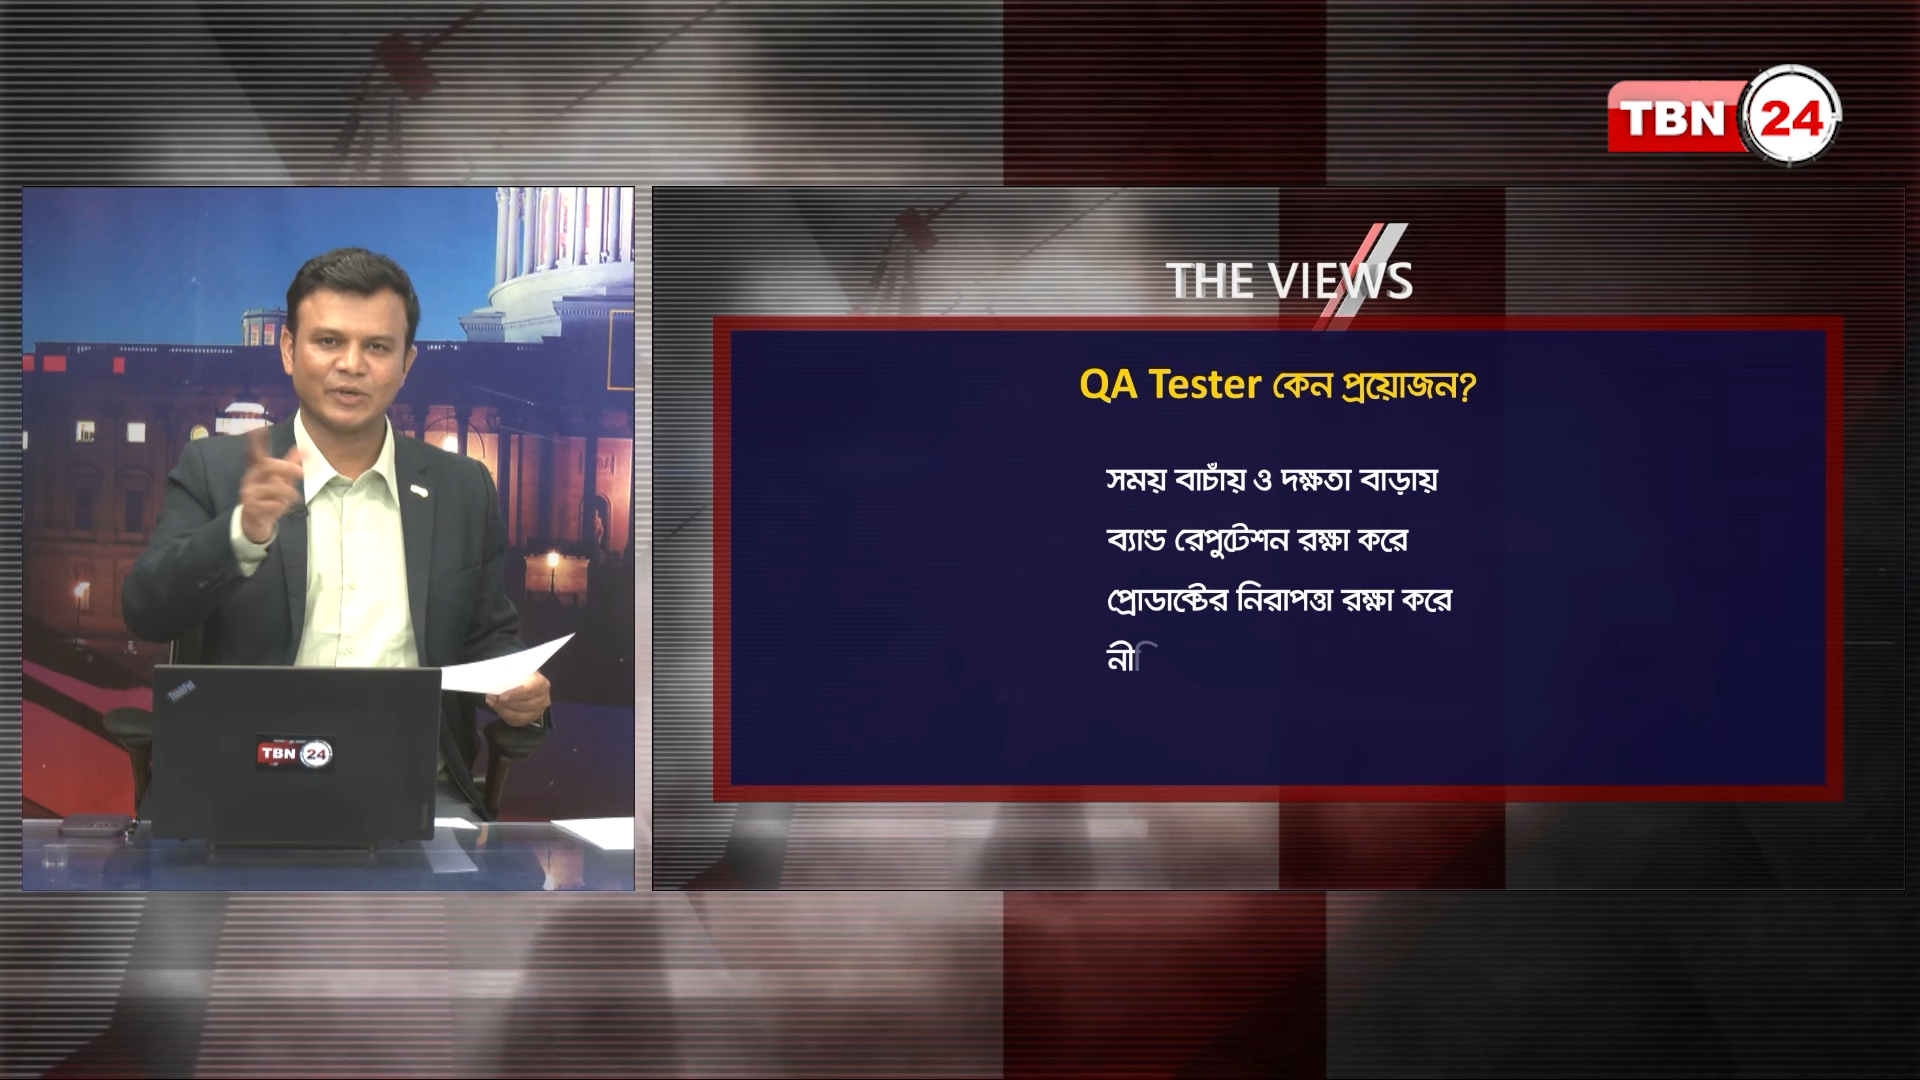 TBN 24
THE VIEWS
QA Tester কেন প্রয়োজন?
সময় বাচাঁয় ও দক্ষতা বাড়ায়
ব্যান্ড রেপুটেশন রক্ষা করে
প্রোডাক্টের নিরাপত্তা রক্ষা করে
নী
ThinkPad
TBN 24